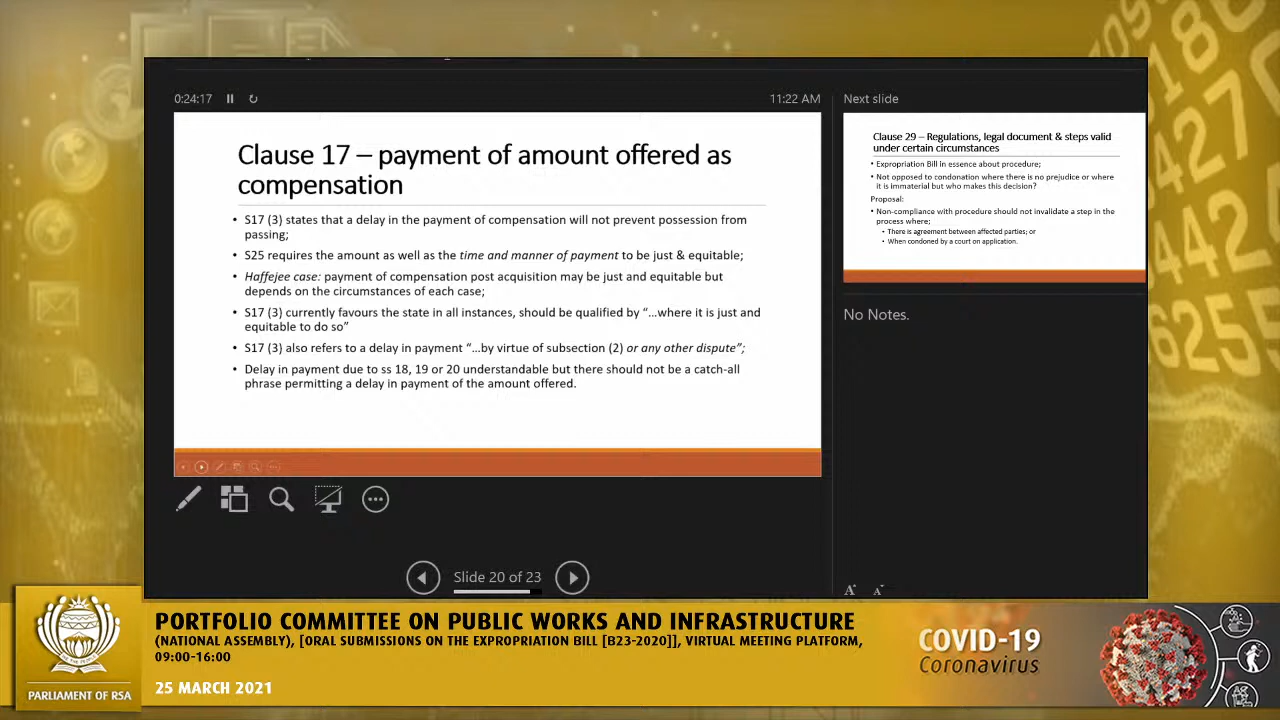 0:24:17
11:22 AM
Next slide
Clause 17 – payment of amount offered as
compensation
• S17 (3) states that a delay in the payment of compensation will not prevent possession from
passing;
• S25 requires the amount as well as the time and manner of payment to be just & equitable;
• Haffejee case: payment of compensation post acquisition may be just and equitable but
depends on the circumstances of each case;
• S17 (3) currently favours the state in all instances, should be qualified by “…where it is just and
equitable to do so”
• S17 (3) also refers to a delay in payment “…by virtue of subsection (2) or any other dispute”;
• Delay in payment due to ss 18, 19 or 20 understandable but there should not be a catch-all
phrase permitting a delay in payment of the amount offered.
Clause 29 – Regulations, legal document & steps valid
under certain circumstances
• Expropriation Bill in essence about procedure;
• Not opposed to condonation where there is no prejudice or where
it is immaterial but who makes this decision?
Proposal:
• Non-compliance with procedure should not invalidate a step in the
process where;
• There is agreement between affected parties; or
• When condoned by a court on application.
No Notes.
Slide 20 of 23
A A
PORTFOLIO COMMITTEE ON PUBLIC WORKS AND INFRASTRUCTURE
(NATIONAL ASSEMBLY), [ORAL SUBMISSIONS ON THE EXPROPRIATION BILL [B23-2020]], VIRTUAL MEETING PLATFORM,
09:00-16:00
25 MARCH 2021
PARLIAMENT OF RSA
COVID-19
Coronavirus